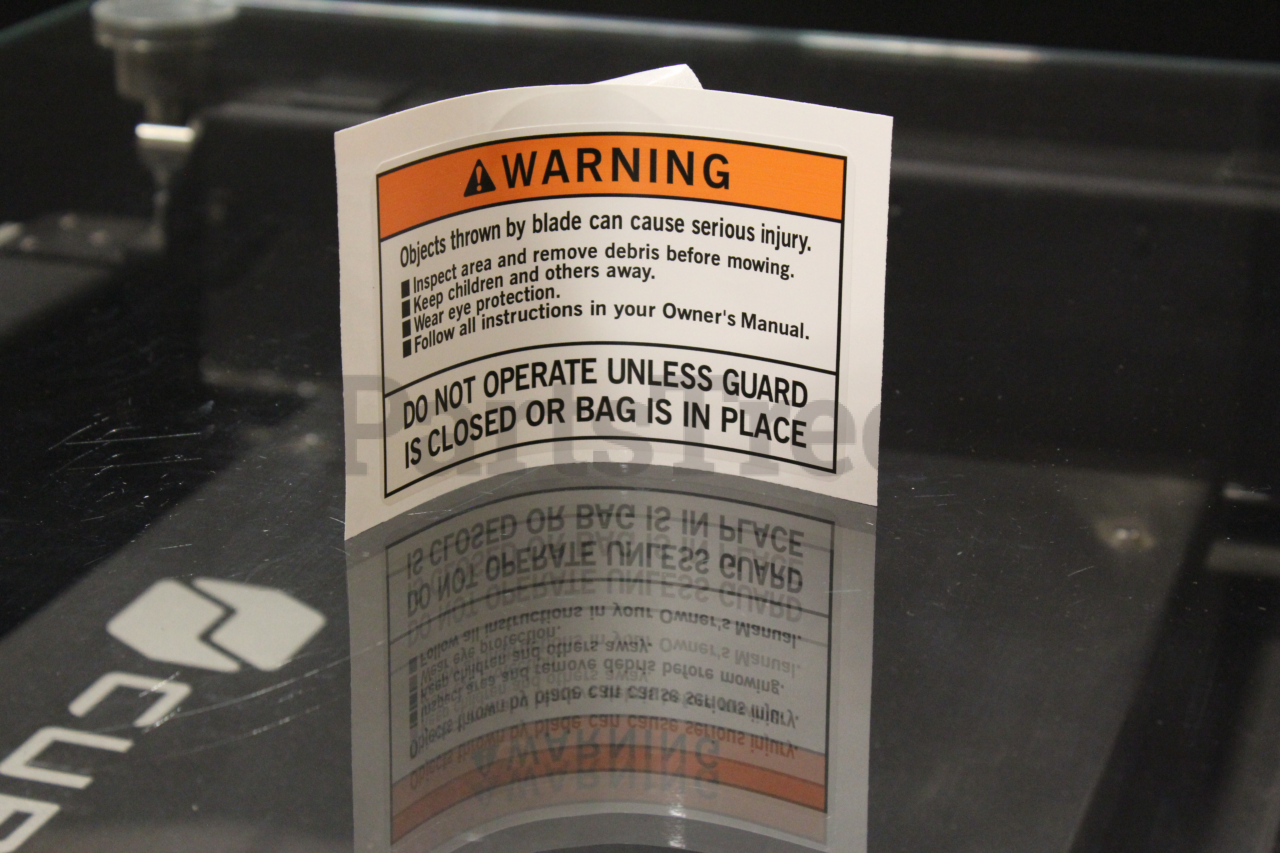 WARNING
Objects thrown by blade can cause serious injury.
Inspect area and remove debris before mowing.
Keep children and others away.
Wear eye protection.
Follow all instructions in your Owner's Manual.
DO NOT OPERATE UNLESS GUARD
IS CLOSED OR BAG IS IN PLACE
PartsTree